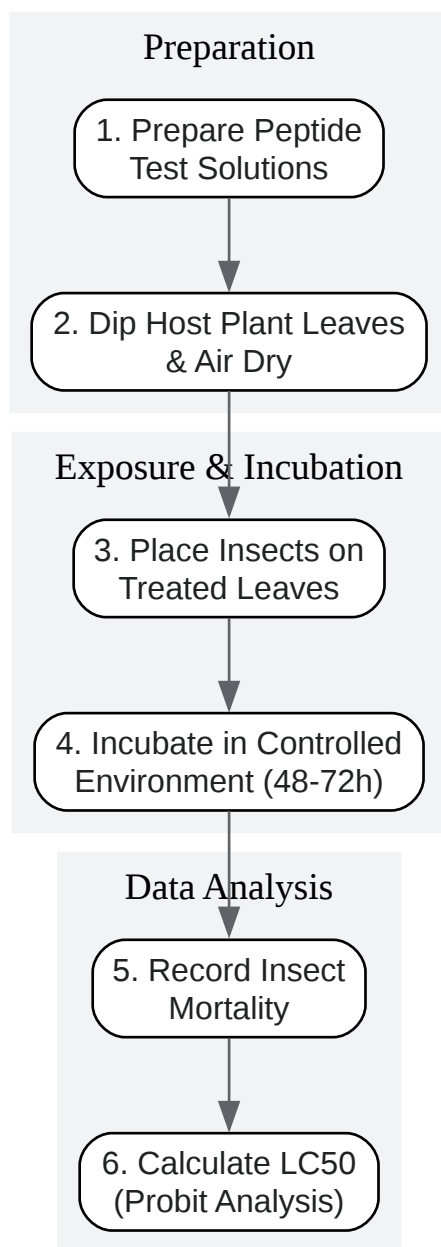 Preparation
1. Prepare Peptide
Test Solutions
2. Dip Host Plant Leaves
& Air Dry
Exposure & Incubation
3. Place Insects on
Treated Leaves
4. Incubate in Controlled
Environment (48-72h)
Data Analysis
5. Record Insect
Mortality
6. Calculate LC50
(Probit Analysis)